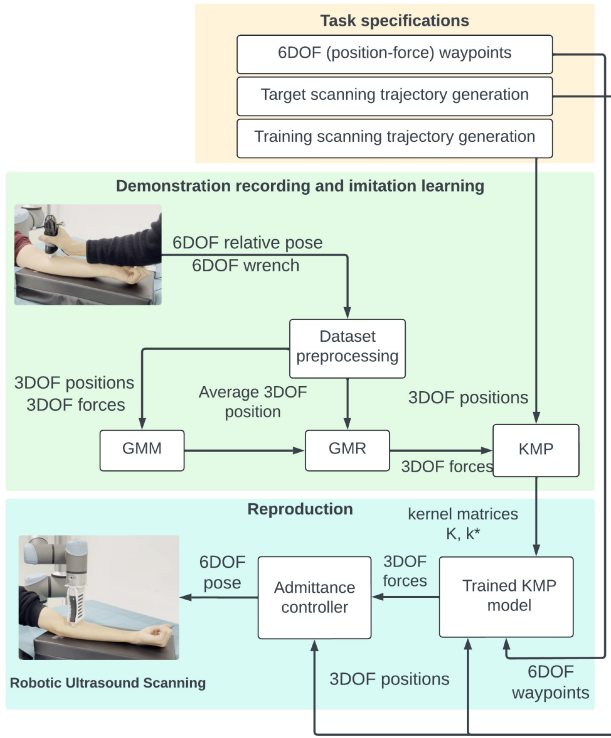 Task specifications
6DOF (position-force) waypoints
Target scanning trajectory generation
Training scanning trajectory generation
Demonstration recording and imitation learning
6DOF relative pose
6DOF wrench
Dataset
preprocessing
3DOF positions
3DOF forces
Average 3DOF
position
3DOF positions
GMM
GMR
3DOF forces
KMP
Reproduction
kernel matrices
K, k*
6DOF
pose
Admittance
controller
3DOF
forces
Trained KMP
model
3DOF positions
6DOF
waypoints
Robotic Ultrasound Scanning